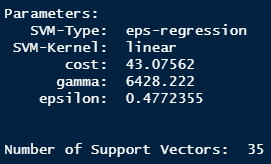 Parameters:
SVM-Type: eps-regression
SVM-Kernel: linear
cost: 43.07562
gamma: 6428.222
epsilon: 0.4772355
Number of Support Vectors: 35